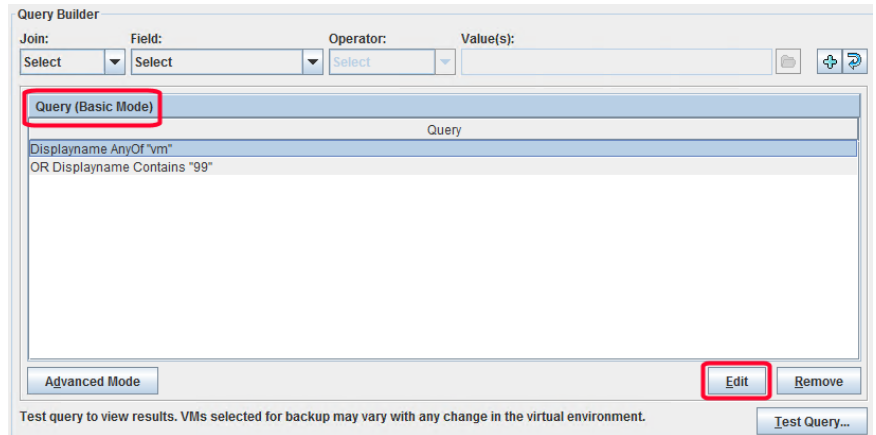 Query Builder
Join: Field: Operator: Value(s):
Select Select Select
Query (Basic Mode)
Query
Displayname AnyOf "vm"
OR Displayname Contains "99"
Advanced Mode Edit Remove
Test query to view results. VMs selected for backup may vary with any change in the virtual environment.
Test Query...